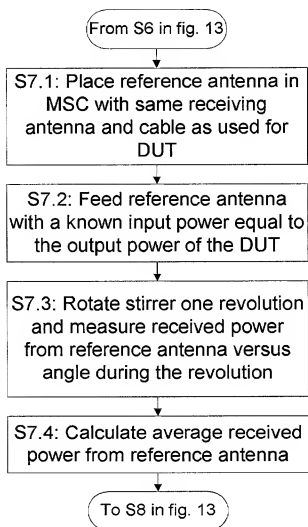 From S6 in fig. 13
S7.1: Place reference antenna in
MSC with same receiving
antenna and cable as used for
DUT
S7.2: Feed reference antenna
with a known input power equal to
the output power of the DUT
S7.3: Rotate stirrer one revolution
and measure received power
from reference antenna versus
angle during the revolution
S7.4: Calculate average received
power from reference antenna
To S8 in fig. 13